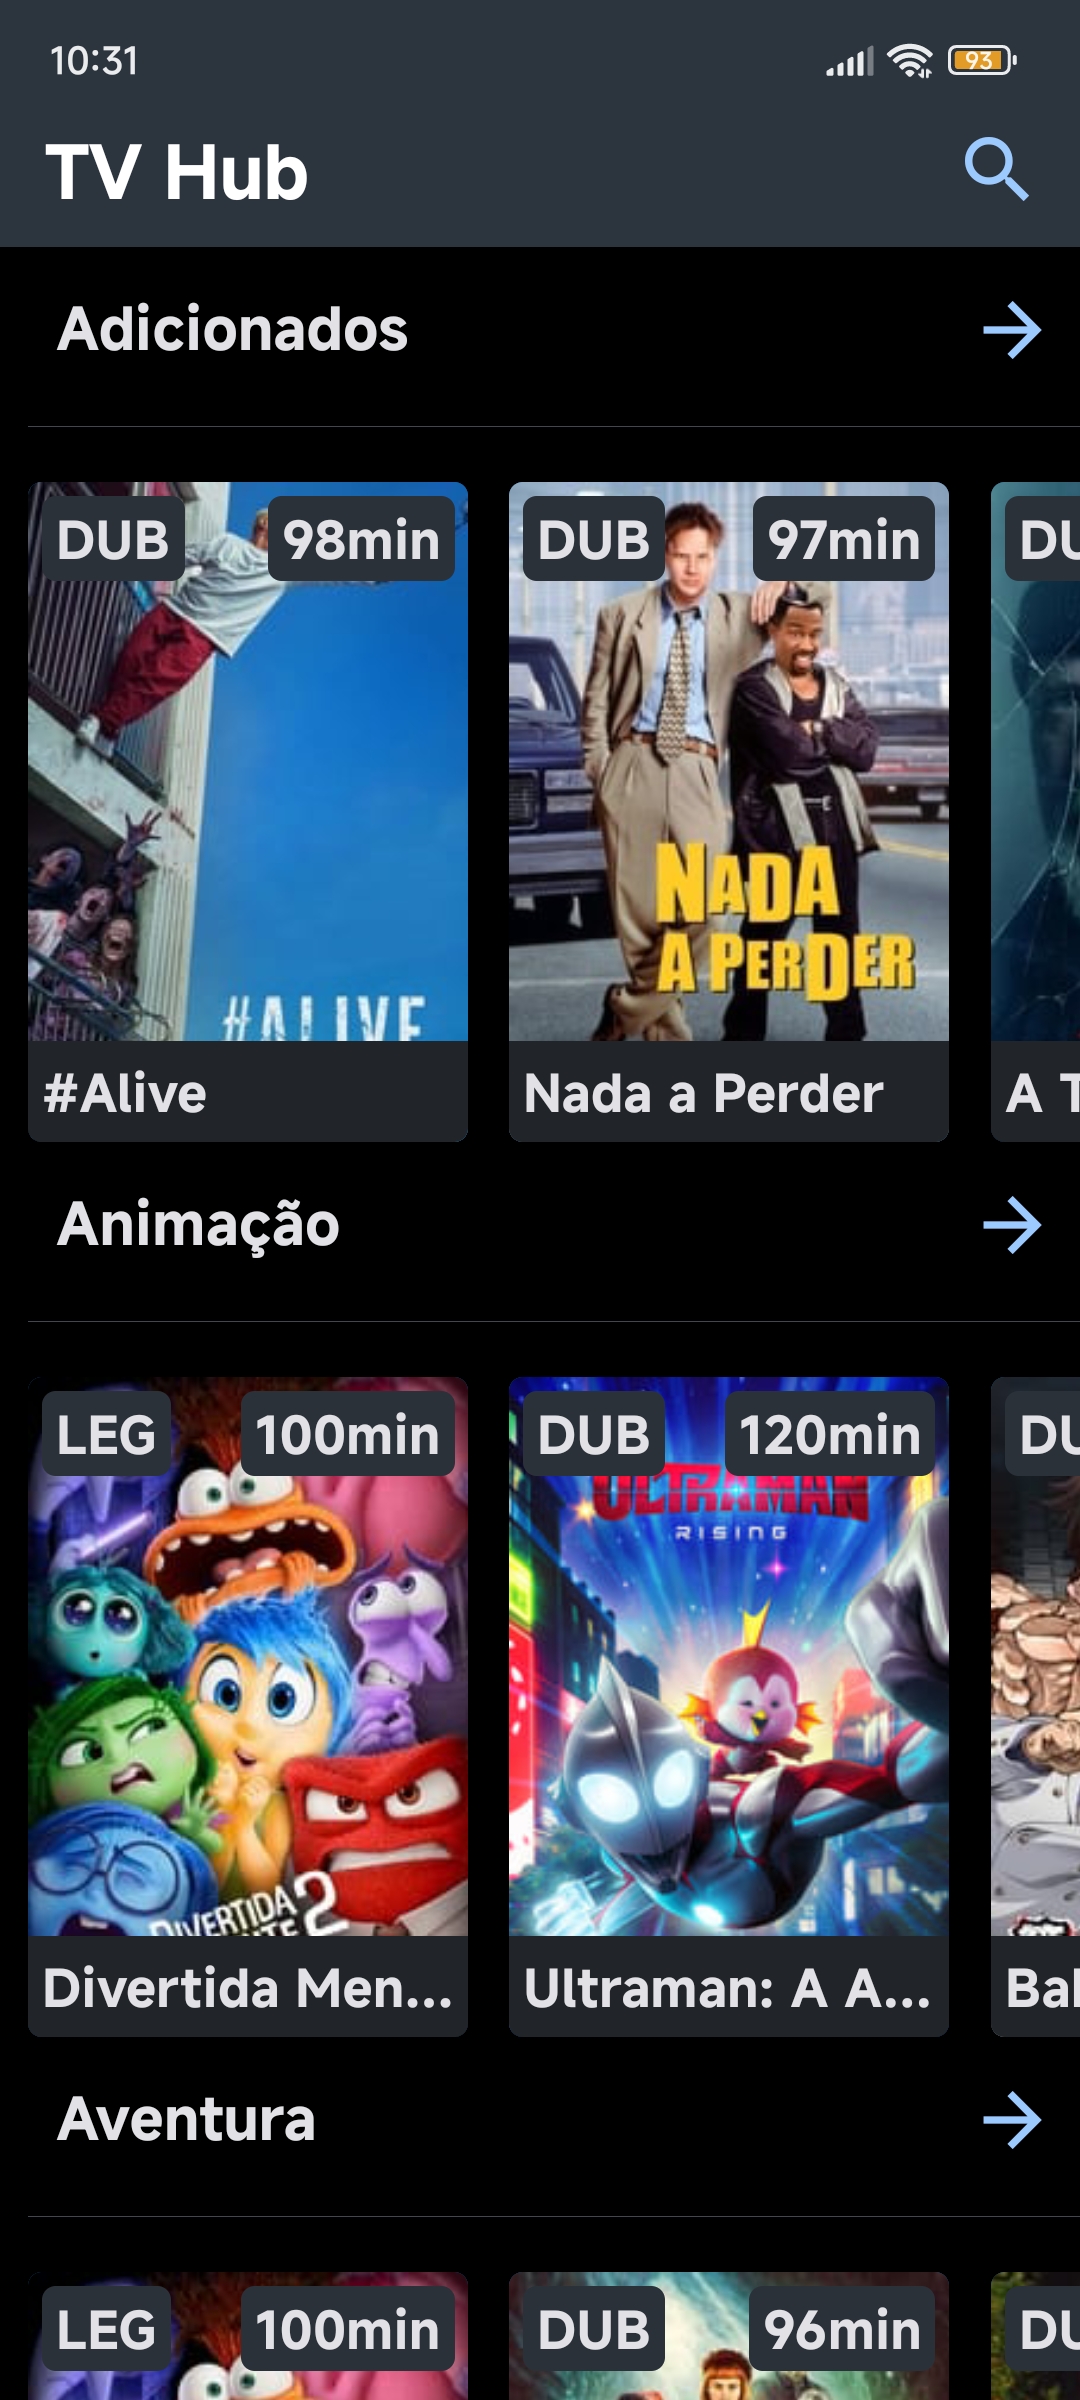 10:31
93
TV Hub
Adicionados
DUB 98min
DUB 97min
DU
#ALIVE
NADA
A PERDER
#Alive
Nada a Perder
A T
Animação
LEG 100min
DUB 120min
DU
ULTRAMAN
RISING
DIVERTIDA
2
Divertida Men...
Ultraman: A A...
Ba
Aventura
LEG 100min
DUB 96min
DU